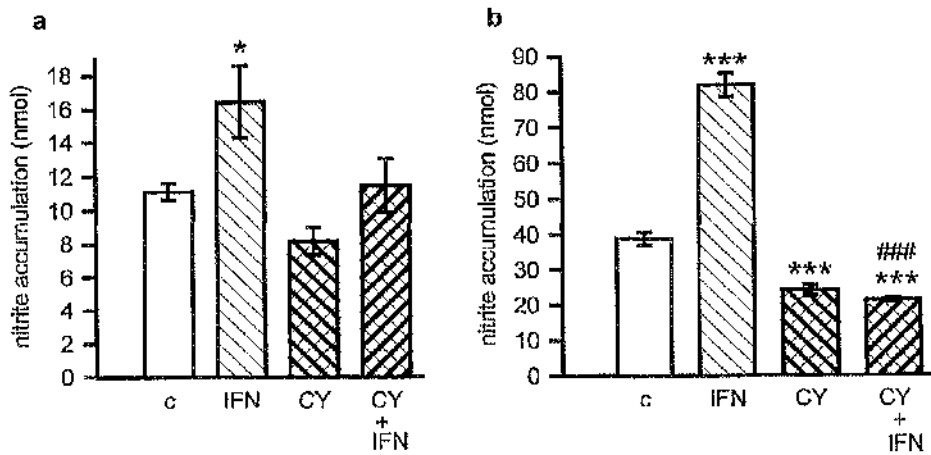 a
nitrite accumulation (nmol)
18
16
14
12
10
8
6
4
2
0
*
c
IFN
CY
CY
+
IFN
b
nitrite accumulation (nmol)
90
80
70
60
50
40
30
20
10
0
***
***
###
***
c
IFN
CY
CY
+
IFN